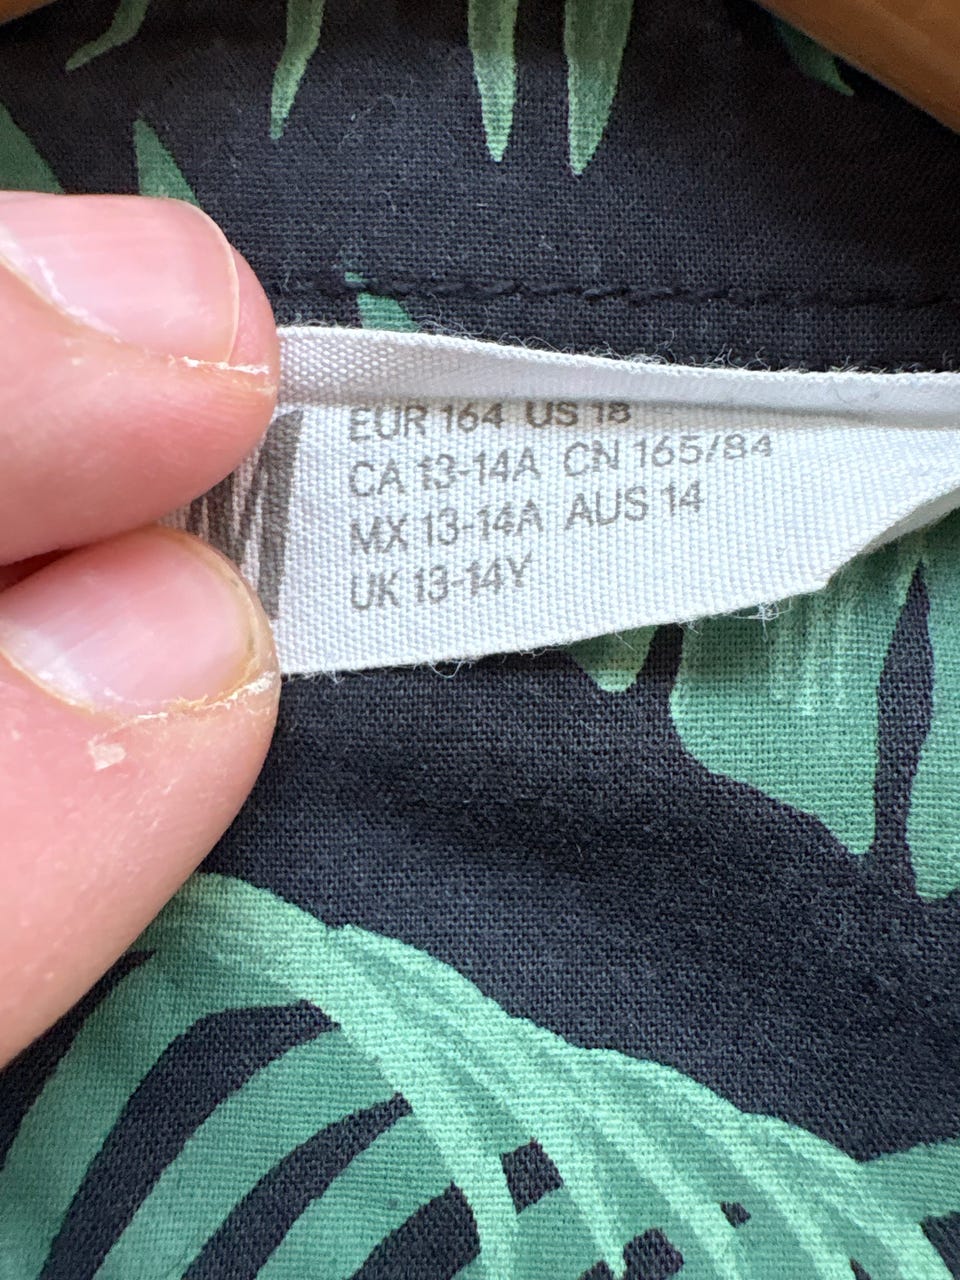 EUR 164 US 18
CA 13-14A CN 165/84
MX 13-14A AUS 14
UK 13-14Y